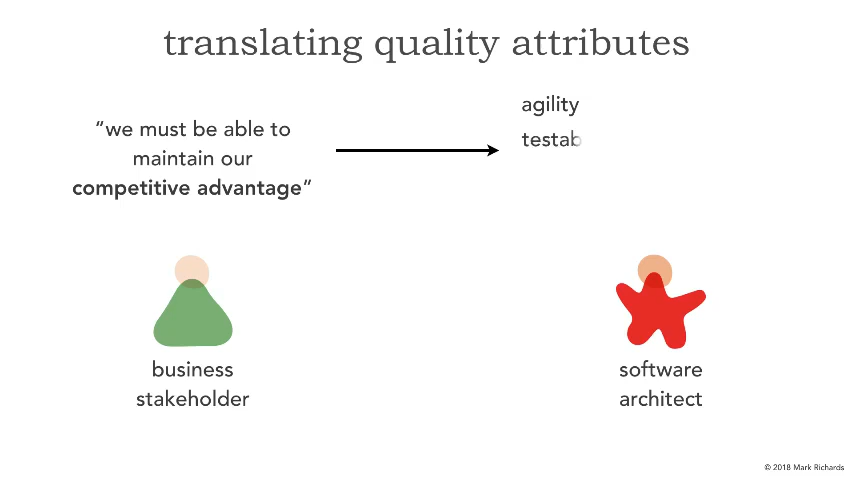 translating quality attributes
“we must be able to
maintain our
competitive advantage”
agility
testab
business
stakeholder
software
architect
© 2018 Mark Richards